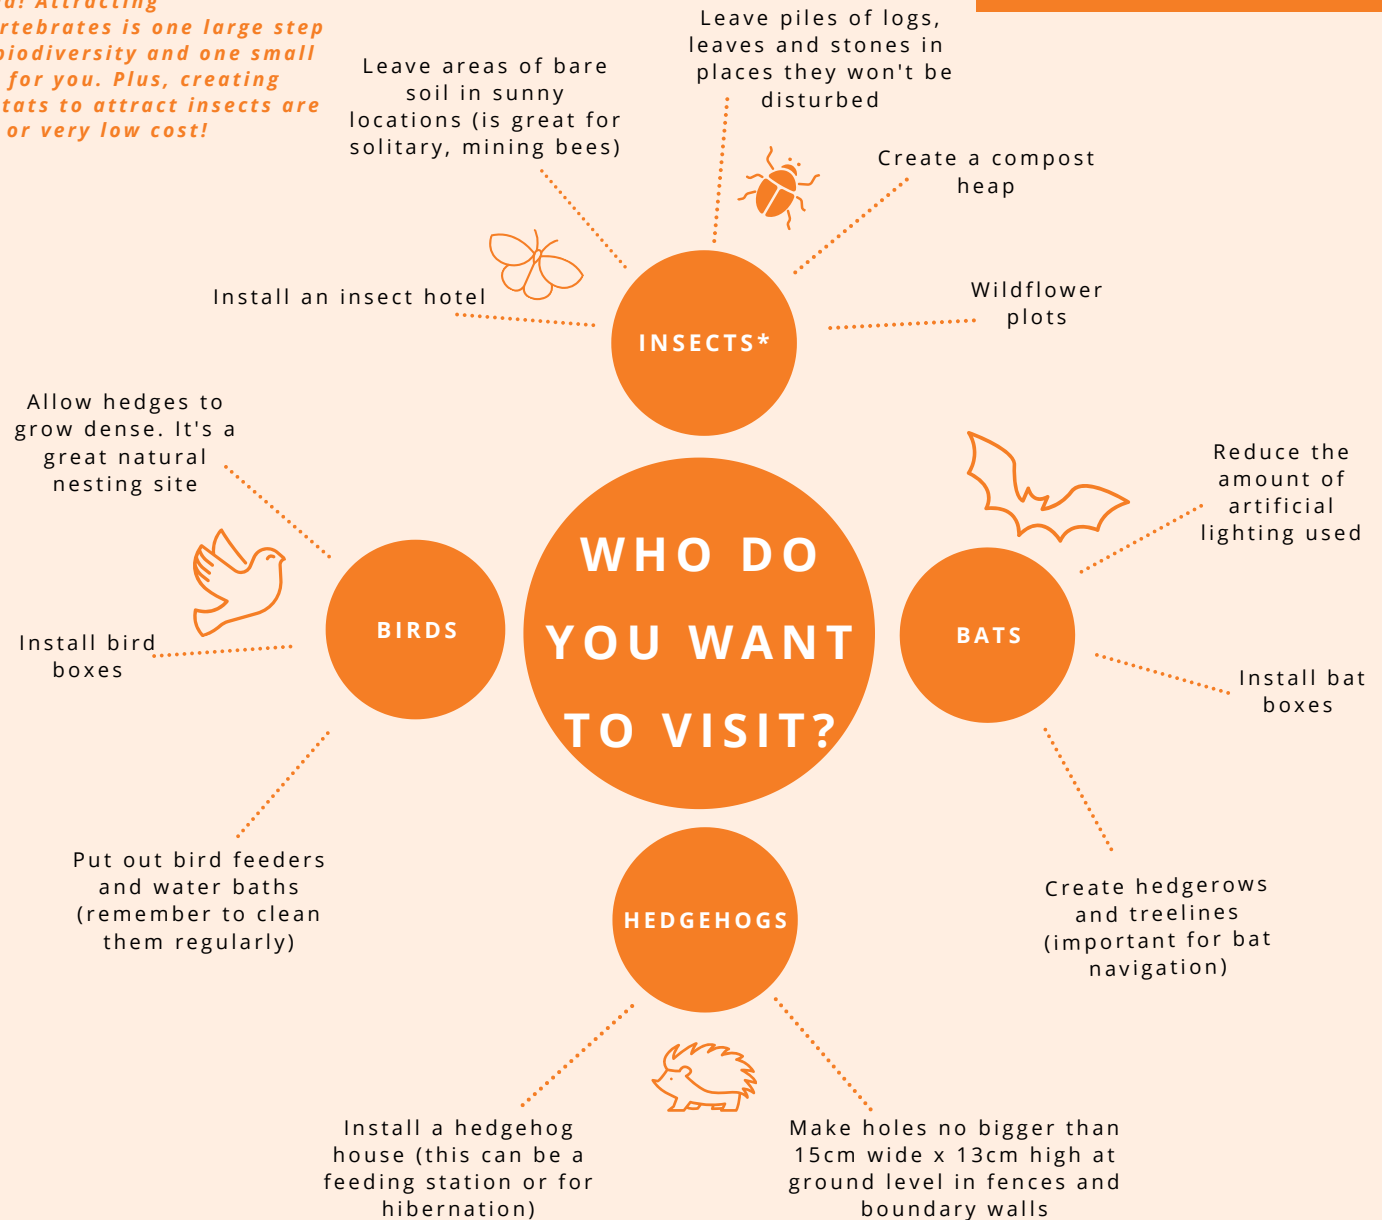 Attracting
is one large step
biodiversity and one small
for you. Plus, creating
to attract insects are
or very low cost!
Leave areas of bare
soil in sunny
locations (is great for
solitary, mining bees)
Leave piles of logs,
leaves and stones in
places they won't be
disturbed
Create a compost
heap
Install an insect hotel
Wildflower
plots
INSECTS*
Allow hedges to
grow dense. It's a
great natural
nesting site
Install bird
boxes
Put out bird feeders
and water baths
(remember to clean
them regularly)
BIRDS
WHO DO
YOU WANT
TO VISIT?
BATS
Reduce the
amount of
artificial
lighting used
Install bat
boxes
Create hedgerows
and treelines
(important for bat
navigation)
HEDGEHOGS
Install a hedgehog
house (this can be a
feeding station or for
hibernation)
Make holes no bigger than
15cm wide x 13cm high at
ground level in fences and
boundary walls